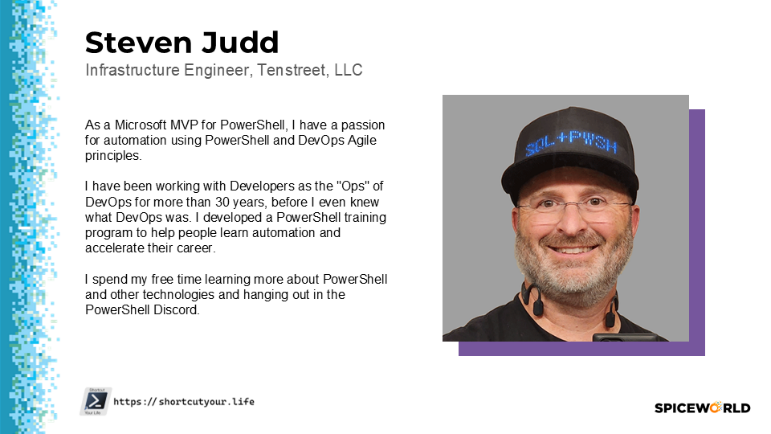 Steven Judd
Infrastructure Engineer, Tenstreet, LLC
As a Microsoft MVP for PowerShell, I have a passion
for automation using PowerShell and DevOps Agile
principles.
I have been working with Developers as the "Ops" of
DevOps for more than 30 years, before I even knew
what DevOps was. I developed a PowerShell training
program to help people learn automation and
accelerate their career.
I spend my free time learning more about PowerShell
and other technologies and hanging out in the
PowerShell Discord.
SQL+PWSH
https://shortcutyour.life
SPICEWORLD